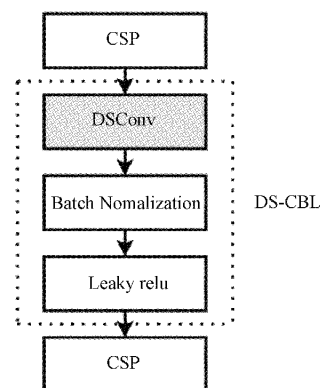 CSP
DSConv
Batch Nomalization
DS-CBL
Leaky relu
CSP